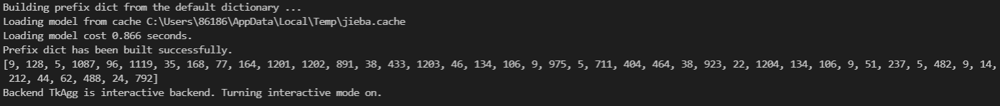 Building prefix dict from the default dictionary ...
Loading model from cache C:\Users\86186\AppData\Local\Temp\jieba.cache
Loading model cost 0.866 seconds.
Prefix dict has been built successfully.
[9, 128, 5, 1087, 96, 1119, 35, 168, 77, 164, 1201, 1202, 891, 38, 433, 1203, 46, 134, 106, 9, 975, 5, 711, 404, 464, 38, 923, 22, 1204, 134, 106, 9, 51, 237, 5, 482, 9, 14,
212, 44, 62, 488, 24, 792]
Backend TkAgg is interactive backend. Turning interactive mode on.